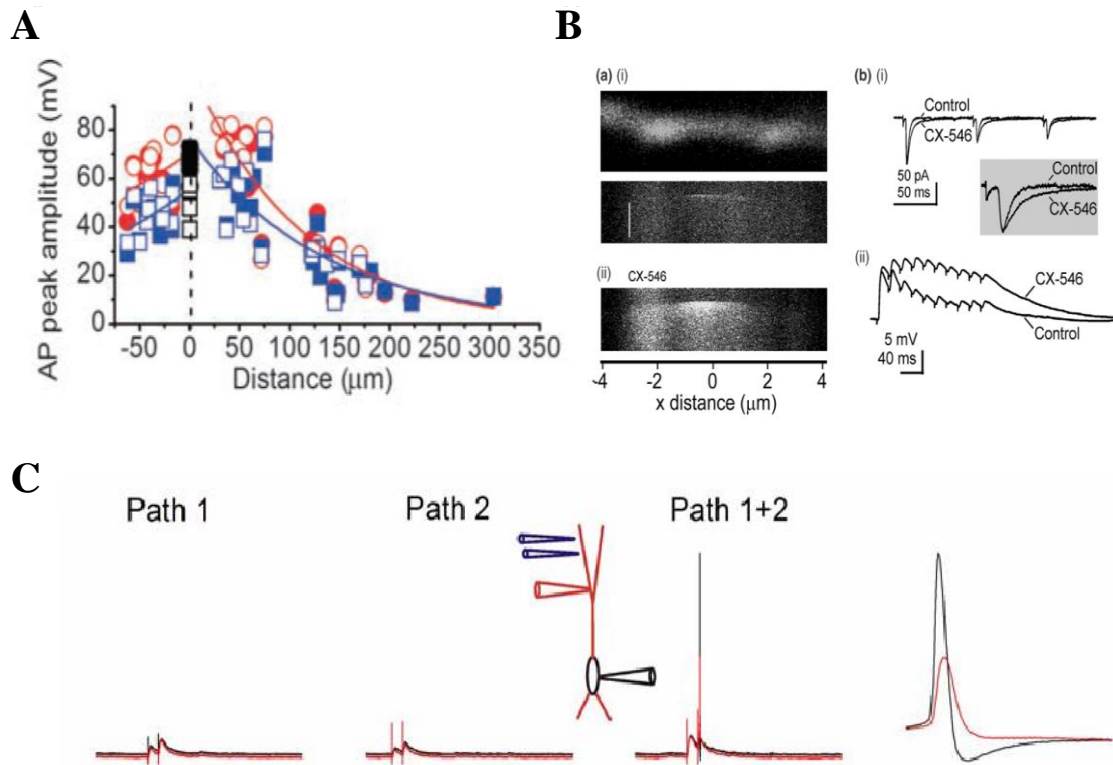 A
AP peak amplitude (mV)
80
60
40
20
0
-50 0 50 100 150 200 250 300 350
Distance (μm)
B
(a) (i)
(ii)
CX-546
-4 -2 0 2 4
x distance (μm)
(b) (i)
Control
CX-546
50 pA
50 ms
Control
CX-546
(ii)
CX-546
Control
5 mV
40 ms
C
Path 1
Path 2
Path 1+2